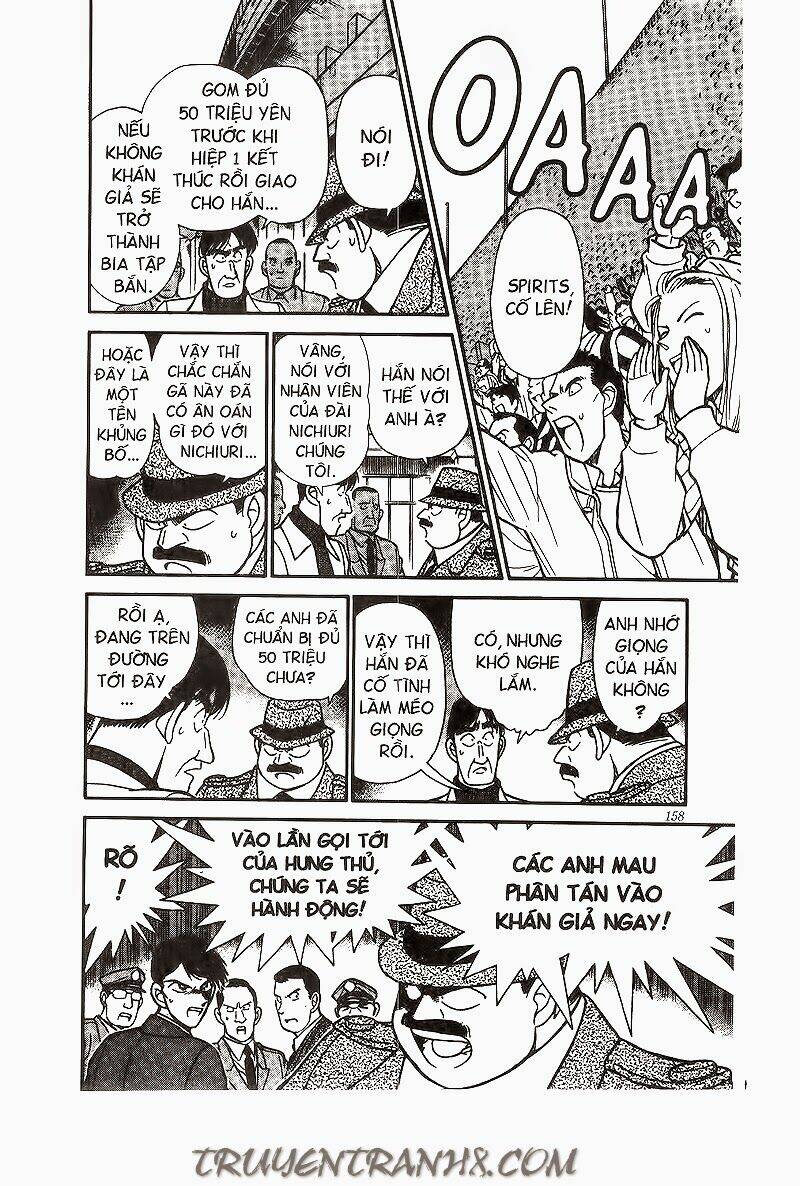 OAAAA
SPIRITS,
CỐ LÊN!
NÓI
ĐI!
GOM ĐỦ
50 TRIỆU YÊN
TRƯỚC KHI
HIỆP 1 KẾT
THÚC RỒI GIAO
CHO HẮN...
NẾU
KHÔNG
KHÁN
GIẢ SẼ
TRỞ
THÀNH
BIA TẬP
BẮN.
HẮN NÓI
THẾ VỚI
ANH À?
VÂNG,
NÓI VỚI
NHÂN VIÊN
CỦA ĐÀI
NICHIURI
CHÚNG
TÔI.
VẬY THÌ
CHẮC CHẮN
GÃ NÀY ĐÃ
CÓ ÂN OÁN
GÌ ĐÓ VỚI
NICHIURI...
HOẶC
ĐÂY LÀ
MỘT
TÊN
KHỦNG
BỐ...
ANH NHỚ
GIỌNG
CỦA HẮN
KHÔNG
?
CÓ, NHƯNG
KHÓ NGHE
LẮM.
VẬY THÌ
HẮN ĐÃ
CỐ TÌNH
LÀM MÉO
GIỌNG
RỒI.
CÁC ANH ĐÃ
CHUẨN BỊ ĐỦ
50 TRIỆU
CHƯA?
RỒI Ạ,
ĐANG TRÊN
ĐƯỜNG
TỚI ĐÂY
...
158
CÁC ANH MAU
PHÂN TÁN VÀO
KHÁN GIẢ NGAY!
VÀO LẦN GỌI TỚI
CỦA HUNG THỦ,
CHÚNG TA SẼ
HÀNH ĐỘNG!
RÕ
!
TRUYENTRANH8.COM